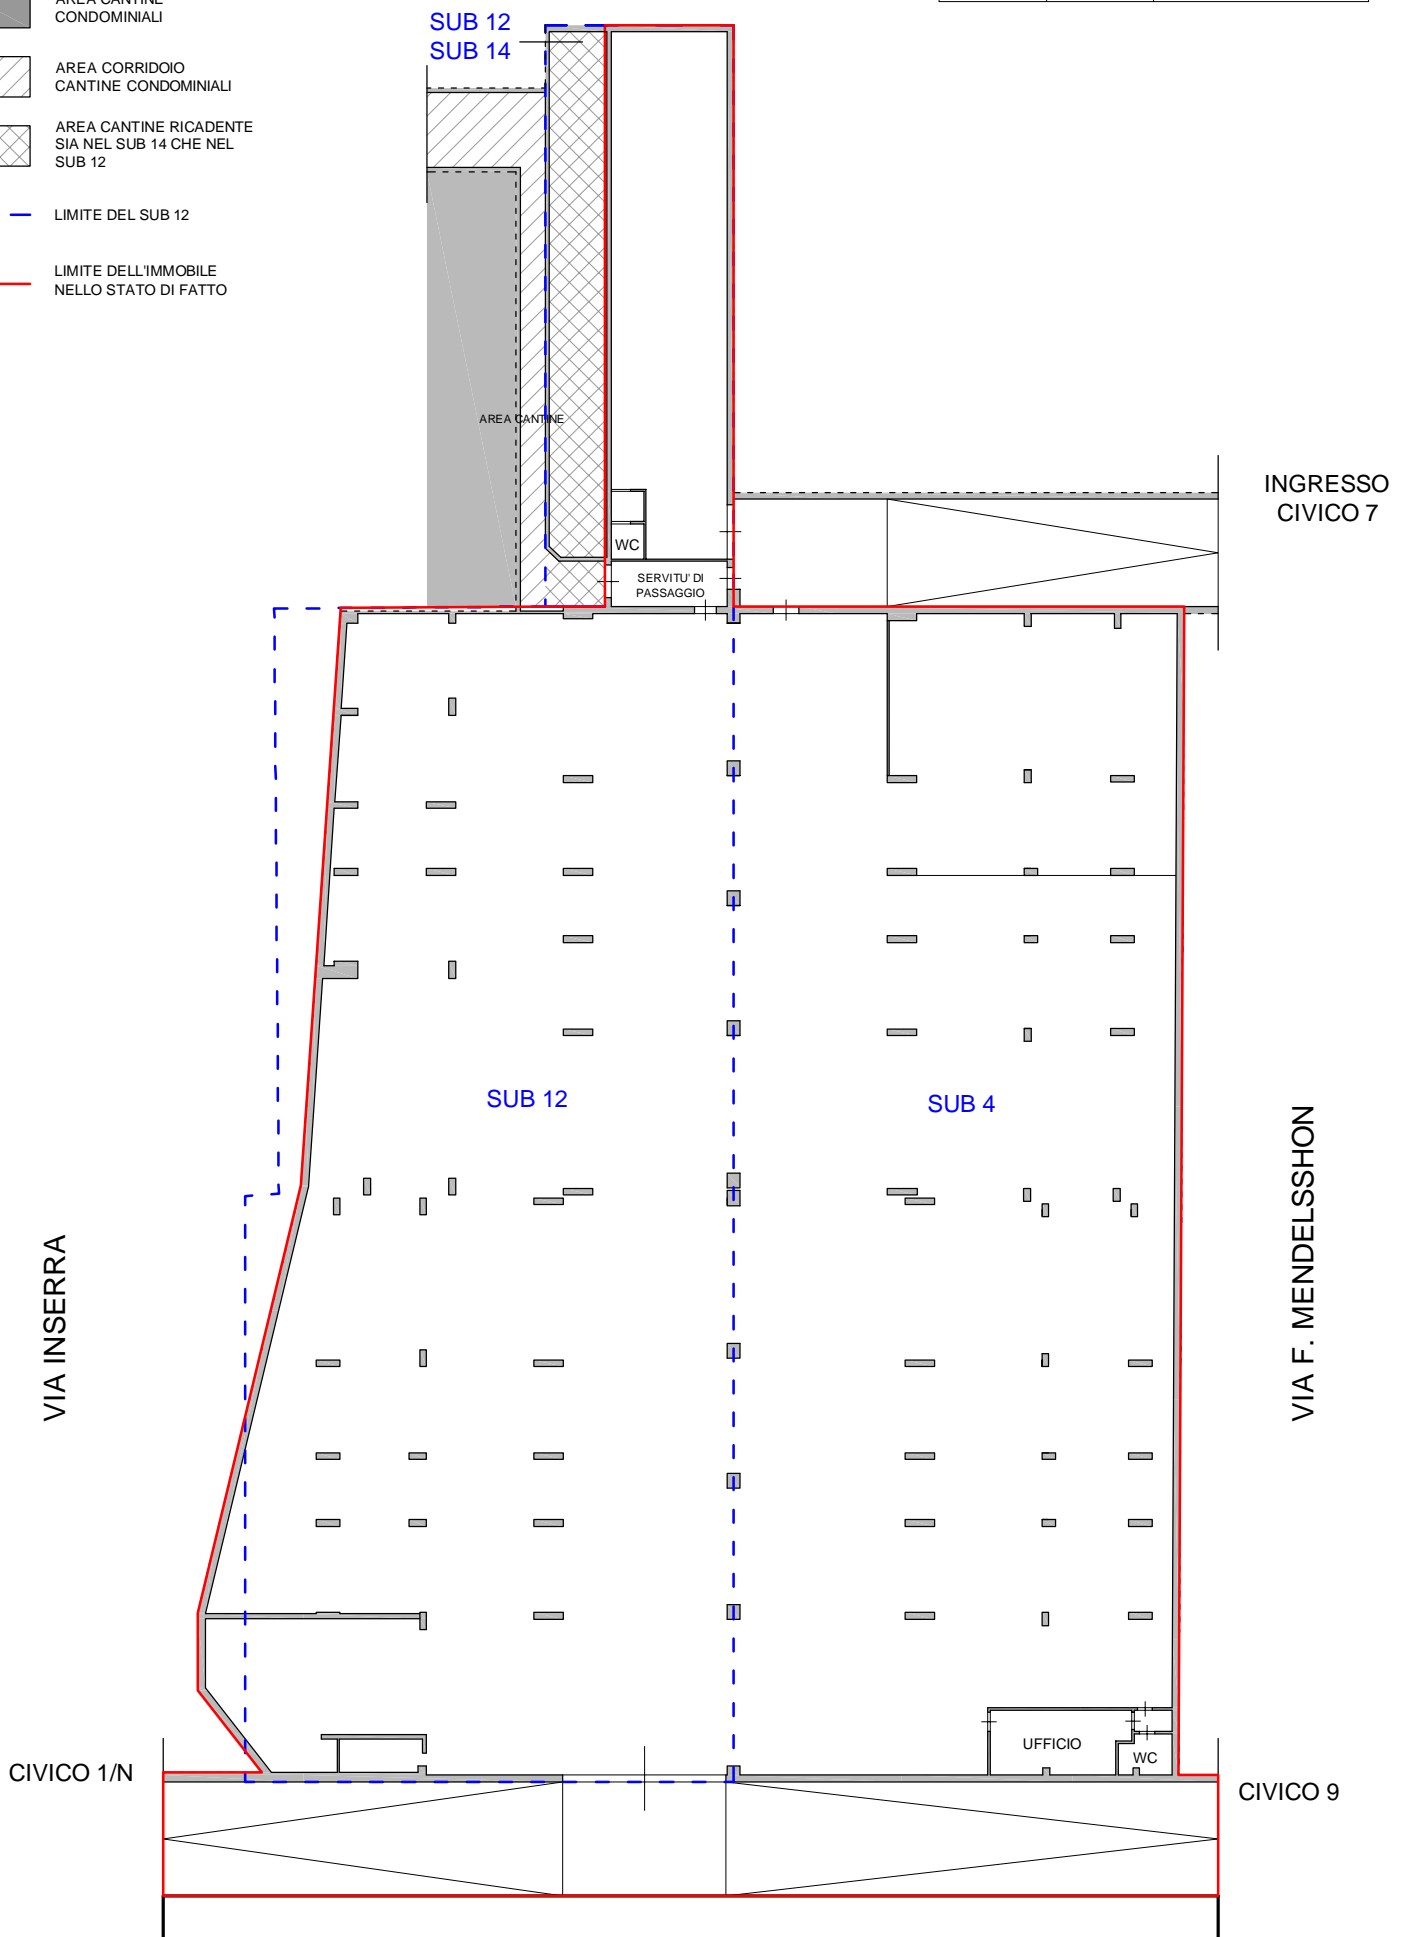 AREA CANTINE
CONDOMINIALI
AREA CORRIDOIO
CANTINE CONDOMINIALI
AREA CANTINE RICADENTE
SIA NEL SUB 14 CHE NEL
SUB 12
LIMITE DEL SUB 12
LIMITE DELL'IMMOBILE
NELLO STATO DI FATTO
SUB 12
SUB 14
AREA CANTINE
INGRESSO
CIVICO 7
WC
SERVITU' DI
PASSAGGIO
SUB 12
SUB 4
VIA INSERRA
VIA F. MENDELSSHON
UFFICIO
WC
CIVICO 1/N
CIVICO 9